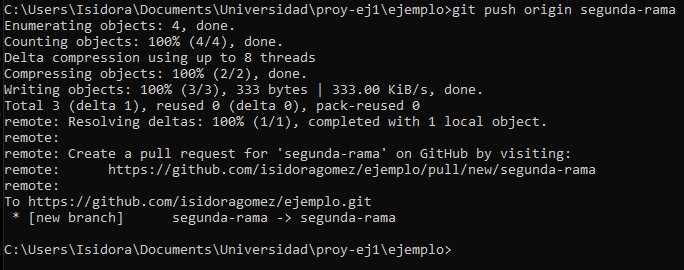 C:\Users\Isidora\Documents\Universidad\proy-ej1\ejemplo>git push origin segunda-rama
Enumerating objects: 4, done.
Counting objects: 100% (4/4), done.
Delta compression using up to 8 threads
Compressing objects: 100% (2/2), done.
Writing objects: 100% (3/3), 333 bytes | 333.00 KiB/s, done.
Total 3 (delta 1), reused 0 (delta 0), pack-reused 0
remote: Resolving deltas: 100% (1/1), completed with 1 local object.
remote:
remote: Create a pull request for 'segunda-rama' on GitHub by visiting:
remote:      https://github.com/isidoragomez/ejemplo/pull/new/segunda-rama
remote:
To https://github.com/isidoragomez/ejemplo.git
 * [new branch]      segunda-rama -> segunda-rama
C:\Users\Isidora\Documents\Universidad\proy-ej1\ejemplo>